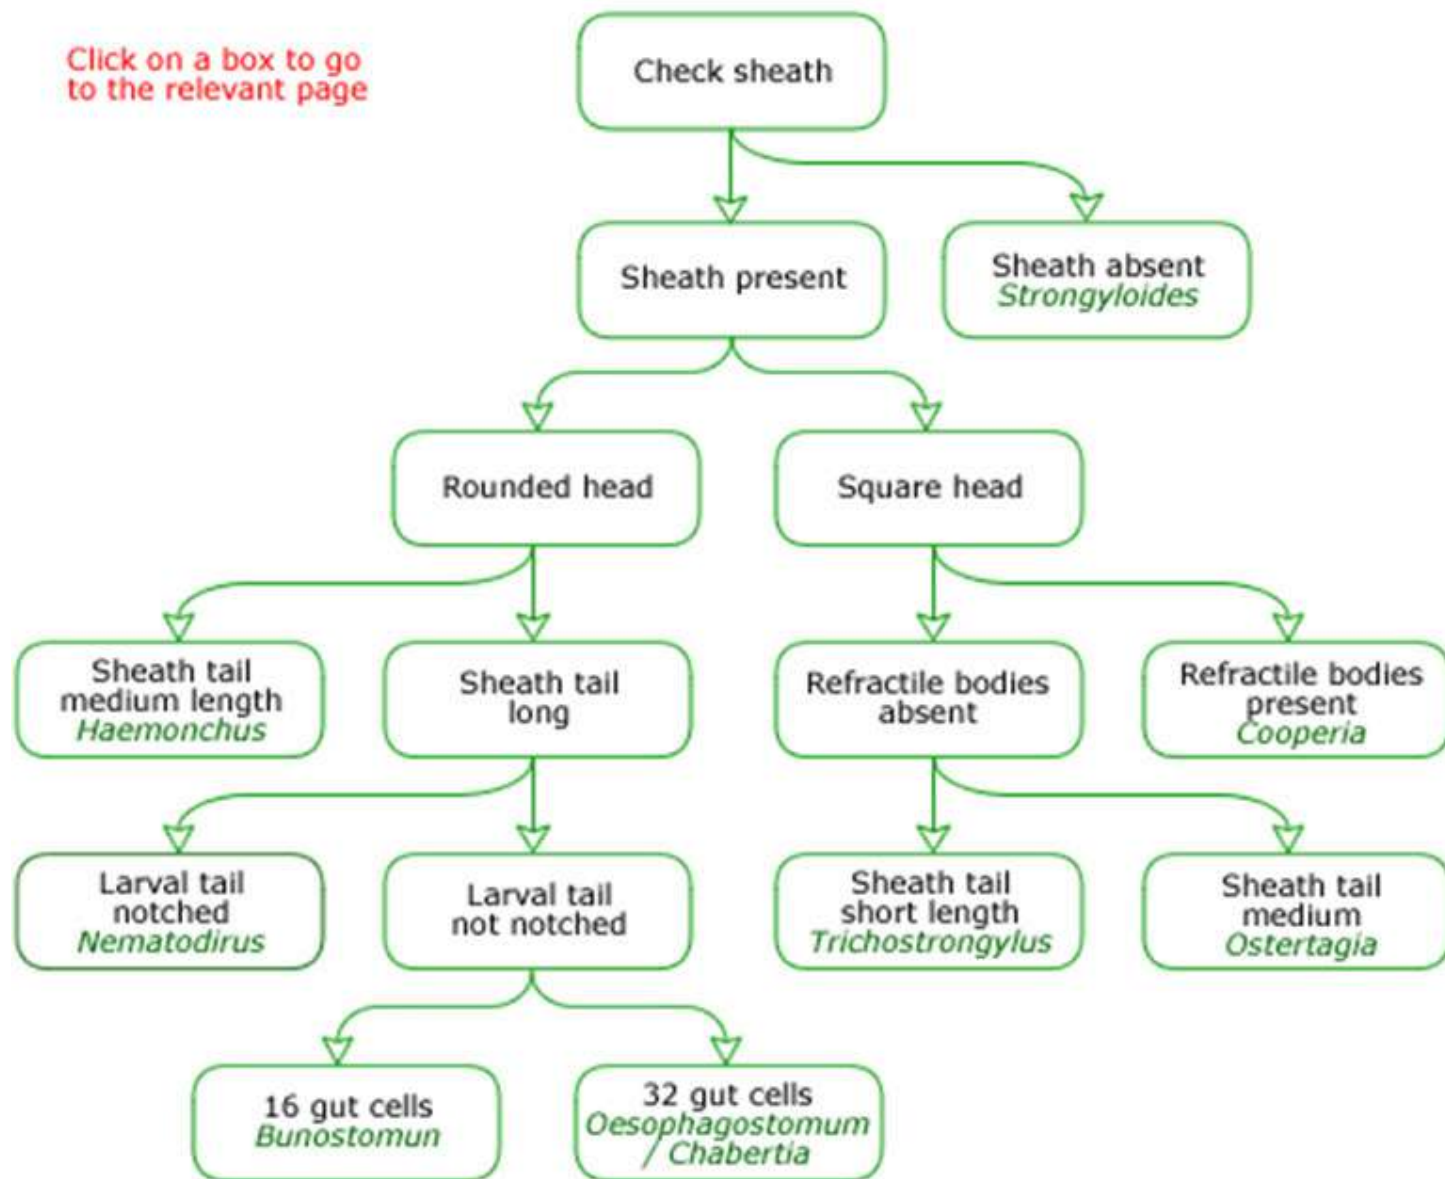 Click on a box to go
to the relevant page
Check sheath
Sheath present
Sheath absent
Strongyloides
Rounded head
Square head
Sheath tail
medium length
Haemonchus
Sheath tail
long
Refractile bodies
absent
Refractile bodies
present
Cooperia
Larval tail
notched
Nematodirus
Larval tail
not notched
Sheath tail
short length
Trichostrongylus
Sheath tail
medium
Ostertagia
16 gut cells
Bunostomun
32 gut cells
Oesophagostomum
/ Chabertia